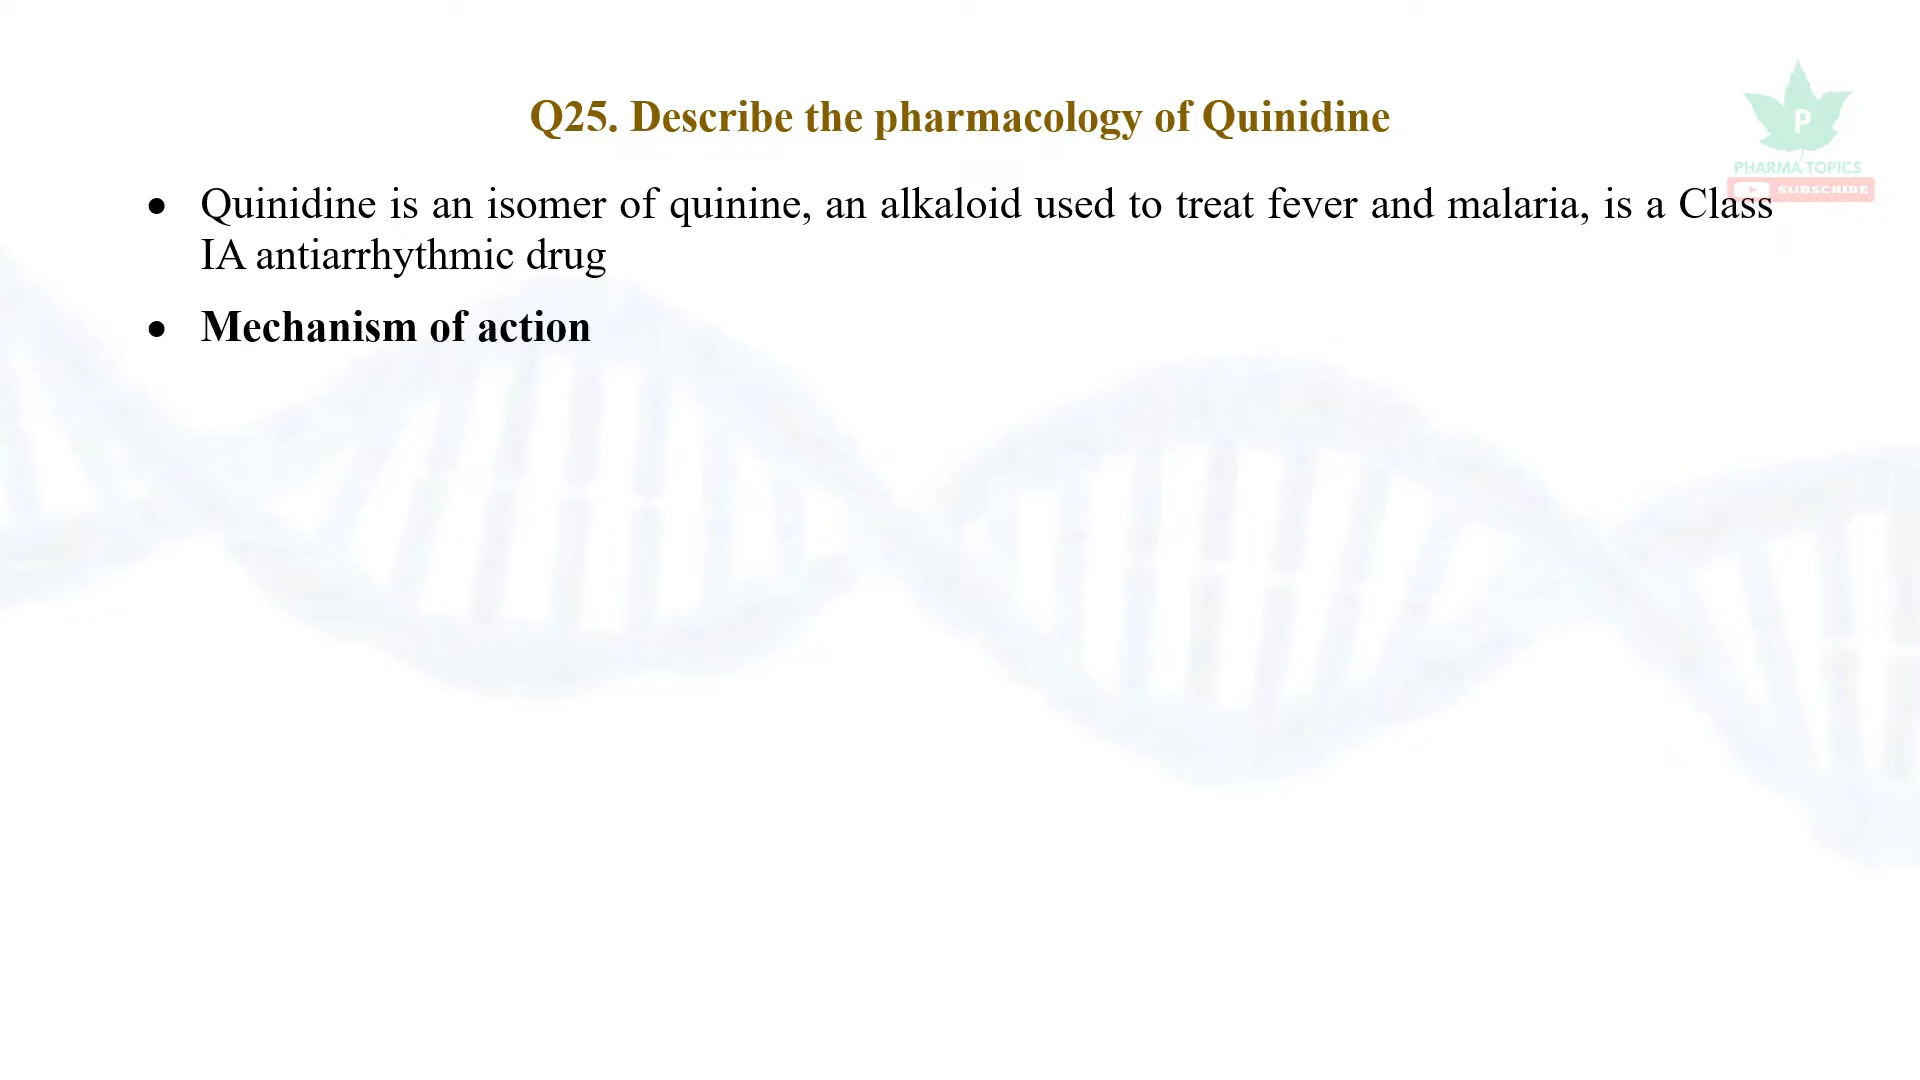 Q25. Describe the pharmacology of Quinidine
P
PHARMA TOPICS
SUBSCRIBE
• Quinidine is an isomer of quinine, an alkaloid used to treat fever and malaria, is a Class
IA antiarrhythmic drug
• Mechanism of action